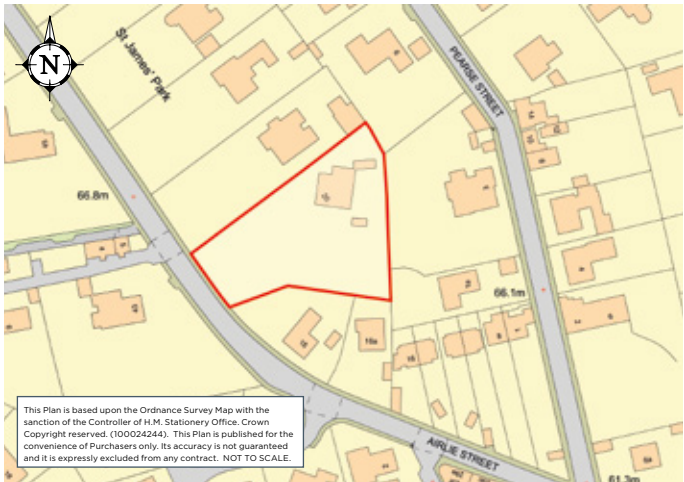 N
St James' Park
PEARSE STREET
66.8m
66.1m
This Plan is based upon the Ordnance Survey Map with the
sanction of the Controller of H.M. Stationery Office. Crown
Copyright reserved. (100024244). This Plan is published for the
convenience of Purchasers only. Its accuracy is not guaranteed
and it is expressly excluded from any contract. NOT TO SCALE.
AIRLIE STREET
61.3m